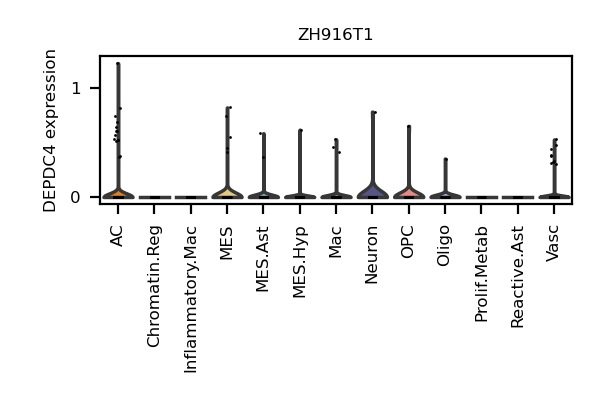 ZH916T1
DEPDC4 expression
1
0
AC
Chromatin.Reg
Inflammatory.Mac
MES
MES.Ast
MES.Hyp
Mac
Neuron
OPC
Oligo
Prolif.Metab
Reactive.Ast
Vasc